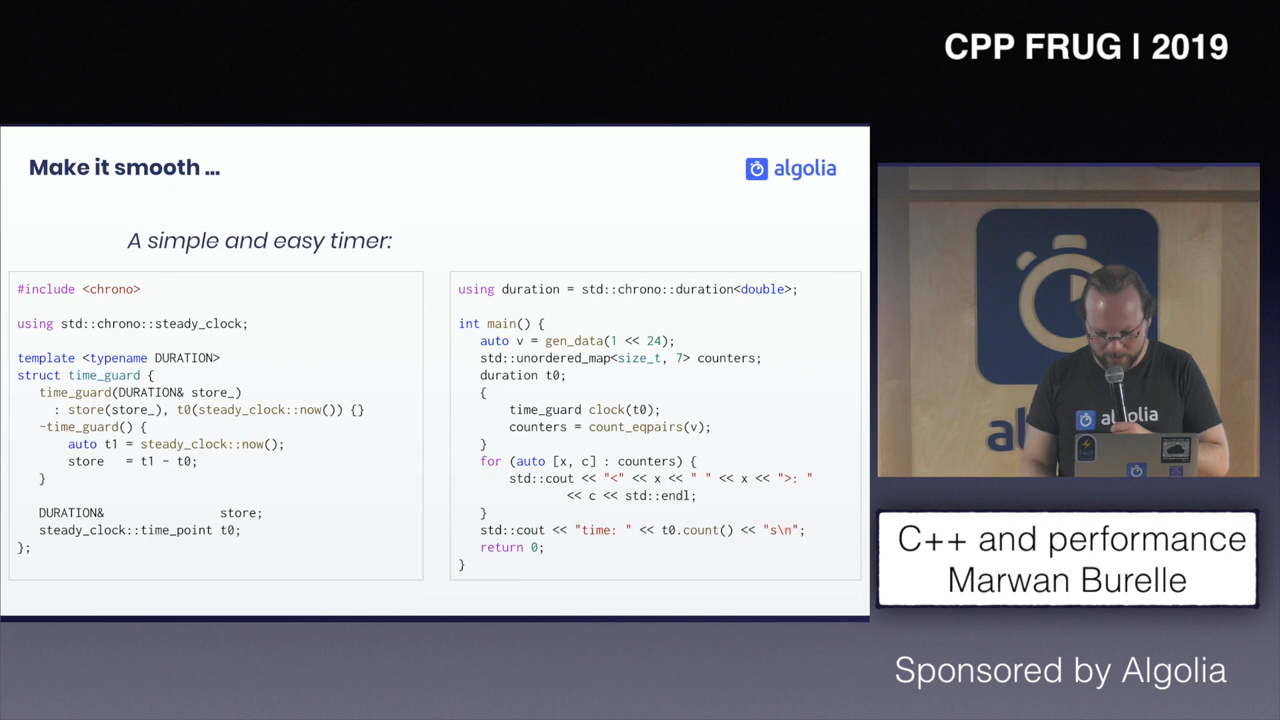 CPP FRUG | 2019
Make it smooth ...
algolia
A simple and easy timer:
#include <chrono>
using std::chrono::steady_clock;
template <typename DURATION>
struct time_guard {
time_guard(DURATION& store_)
: store(store_), t0(steady_clock::now()) {}
~time_guard() {
auto t1 = steady_clock::now();
store = t1 - t0;
}
DURATION& store;
steady_clock::time_point t0;
};
using duration = std::chrono::duration<double>;
int main() {
auto v = gen_data(1 << 24);
std::unordered_map<size_t, 7> counters;
duration t0;
{
time_guard clock(t0);
counters = count_eqpairs(v);
}
for (auto [x, c] : counters) {
std::cout << "<" << x << " " << x << ">: "
<< c << std::endl;
}
std::cout << "time: " << t0.count() << "s\n";
return 0;
}
algolia
C++ and performance
Marwan Burelle
Sponsored by Algolia